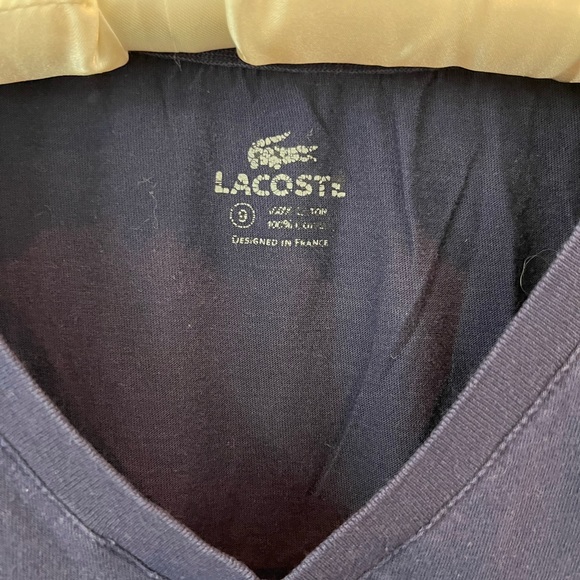 LACOSTE
9
100% COTTON
DESIGNED IN FRANCE